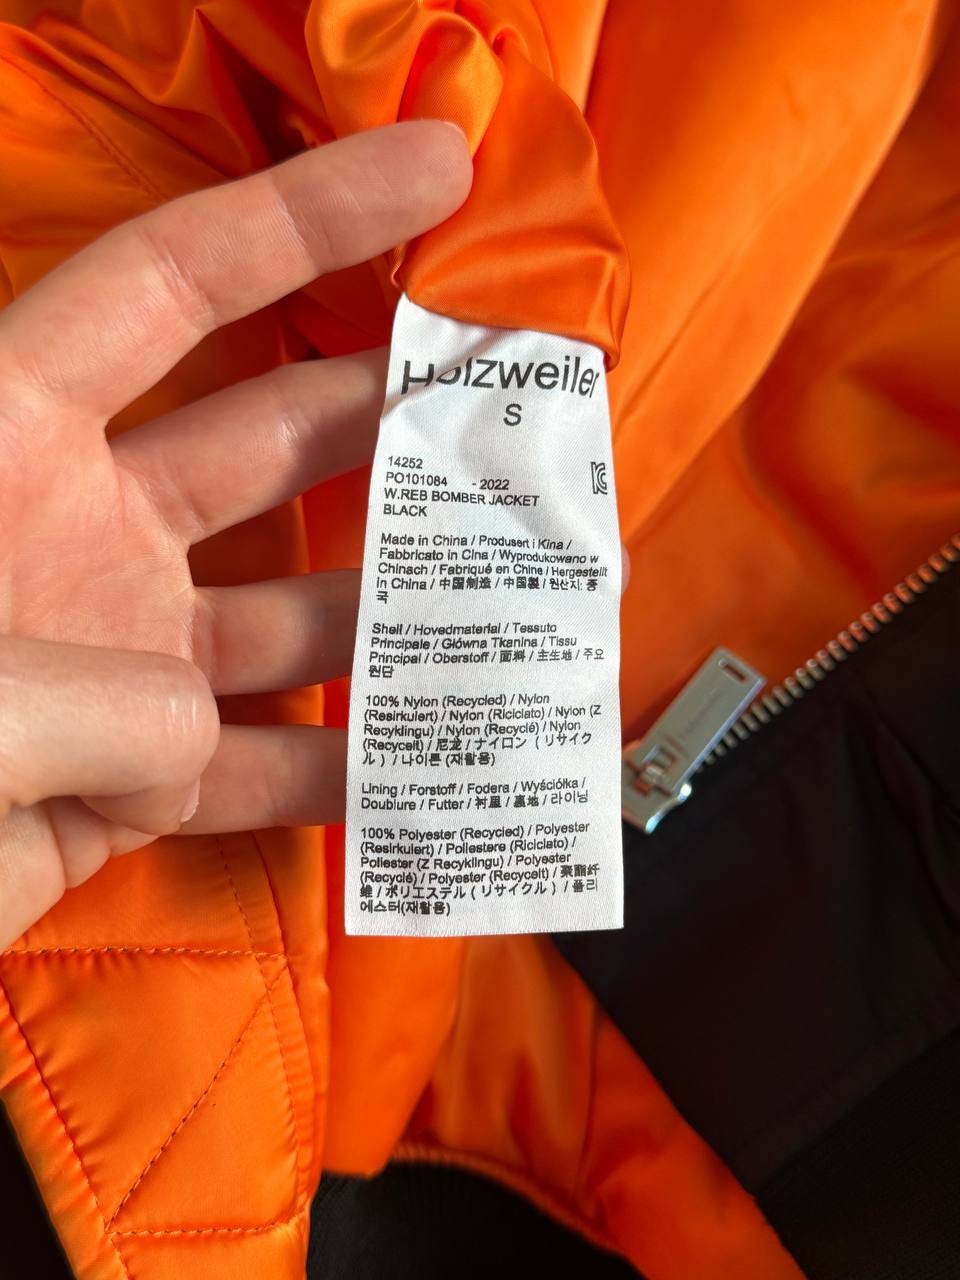 Holzweiler
S
14252
PO101084 - 2022
W.REB BOMBER JACKET
BLACK
Made in China / Produsert i Kina /
Fabbricato in Cina / Wyprodukowano w
Chinach / Fabriqué en Chine / Hergestellt
in China / 中国制造 / 中国製 / 원산지: 중
국
Shell / Hovedmaterial / Tessuto
Principale / Główna Tkanina / Tissu
Principal / Oberstoff / 面料 / 主生地 / 주요
원단
100% Nylon (Recycled) / Nylon
(Resirkulert) / Nylon (Riciclato) / Nylon (Z
Recyklingu) / Nylon (Recyclé) / Nylon
(Recycelt) / 尼龙 / ナイロン ( リサイク
ル ) / 나이론 (재활용)
Lining / Forstoff / Fodera / Wyściółka /
Doublure / Futter / 衬里 / 裏地 / 라이닝
100% Polyester (Recycled) / Polyester
(Resirkulert) / Poliestere (Riciclato) /
Poliester (Z Recyklingu) / Polyester
(Recyclé) / Polyester (Recycelt) / 聚酯纤
维 / ポリエステル ( リサイクル ) / 폴리
에스터(재활용)